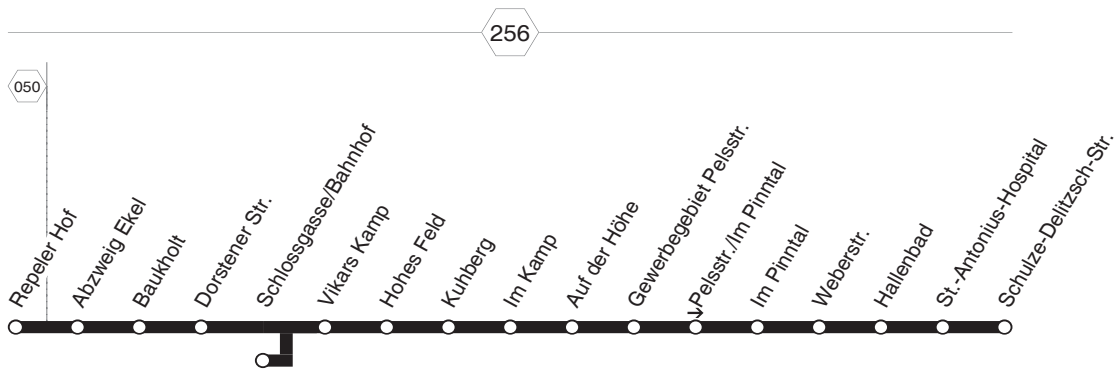 256
050
Repeler Hof
Abzweig Ekel
Baukholt
Dorstener Str.
Schlossgasse/Bahnhof
Vikars Kamp
Hohes Feld
Kuhberg
Im Kamp
Auf der Höhe
Gewerbegebiet Pelsstr.
Pelsstr./Im Pinntal
Im Pinntal
Weberstr.
Hallenbad
St.-Antonius-Hospital
Schulze-Delitzsch-Str.